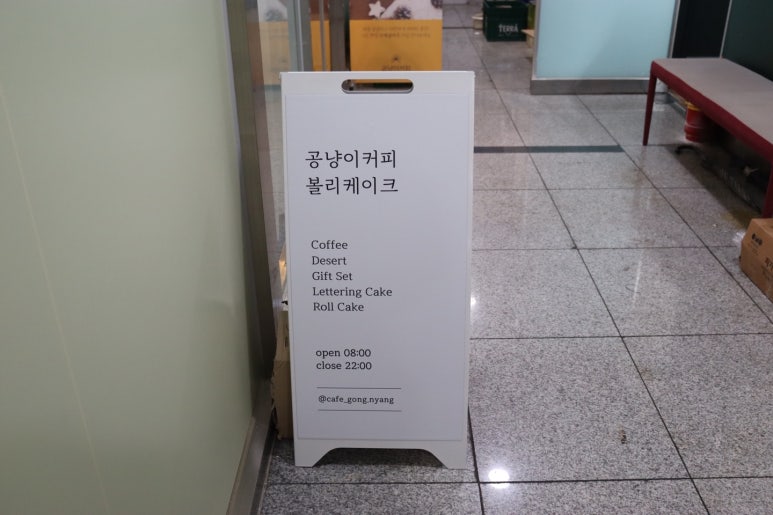 TERRA
공냥이커피
볼리케이크
Coffee
Desert
Gift Set
Lettering Cake
Roll Cake
open 08:00
close 22:00
@cafe_gong.nyang